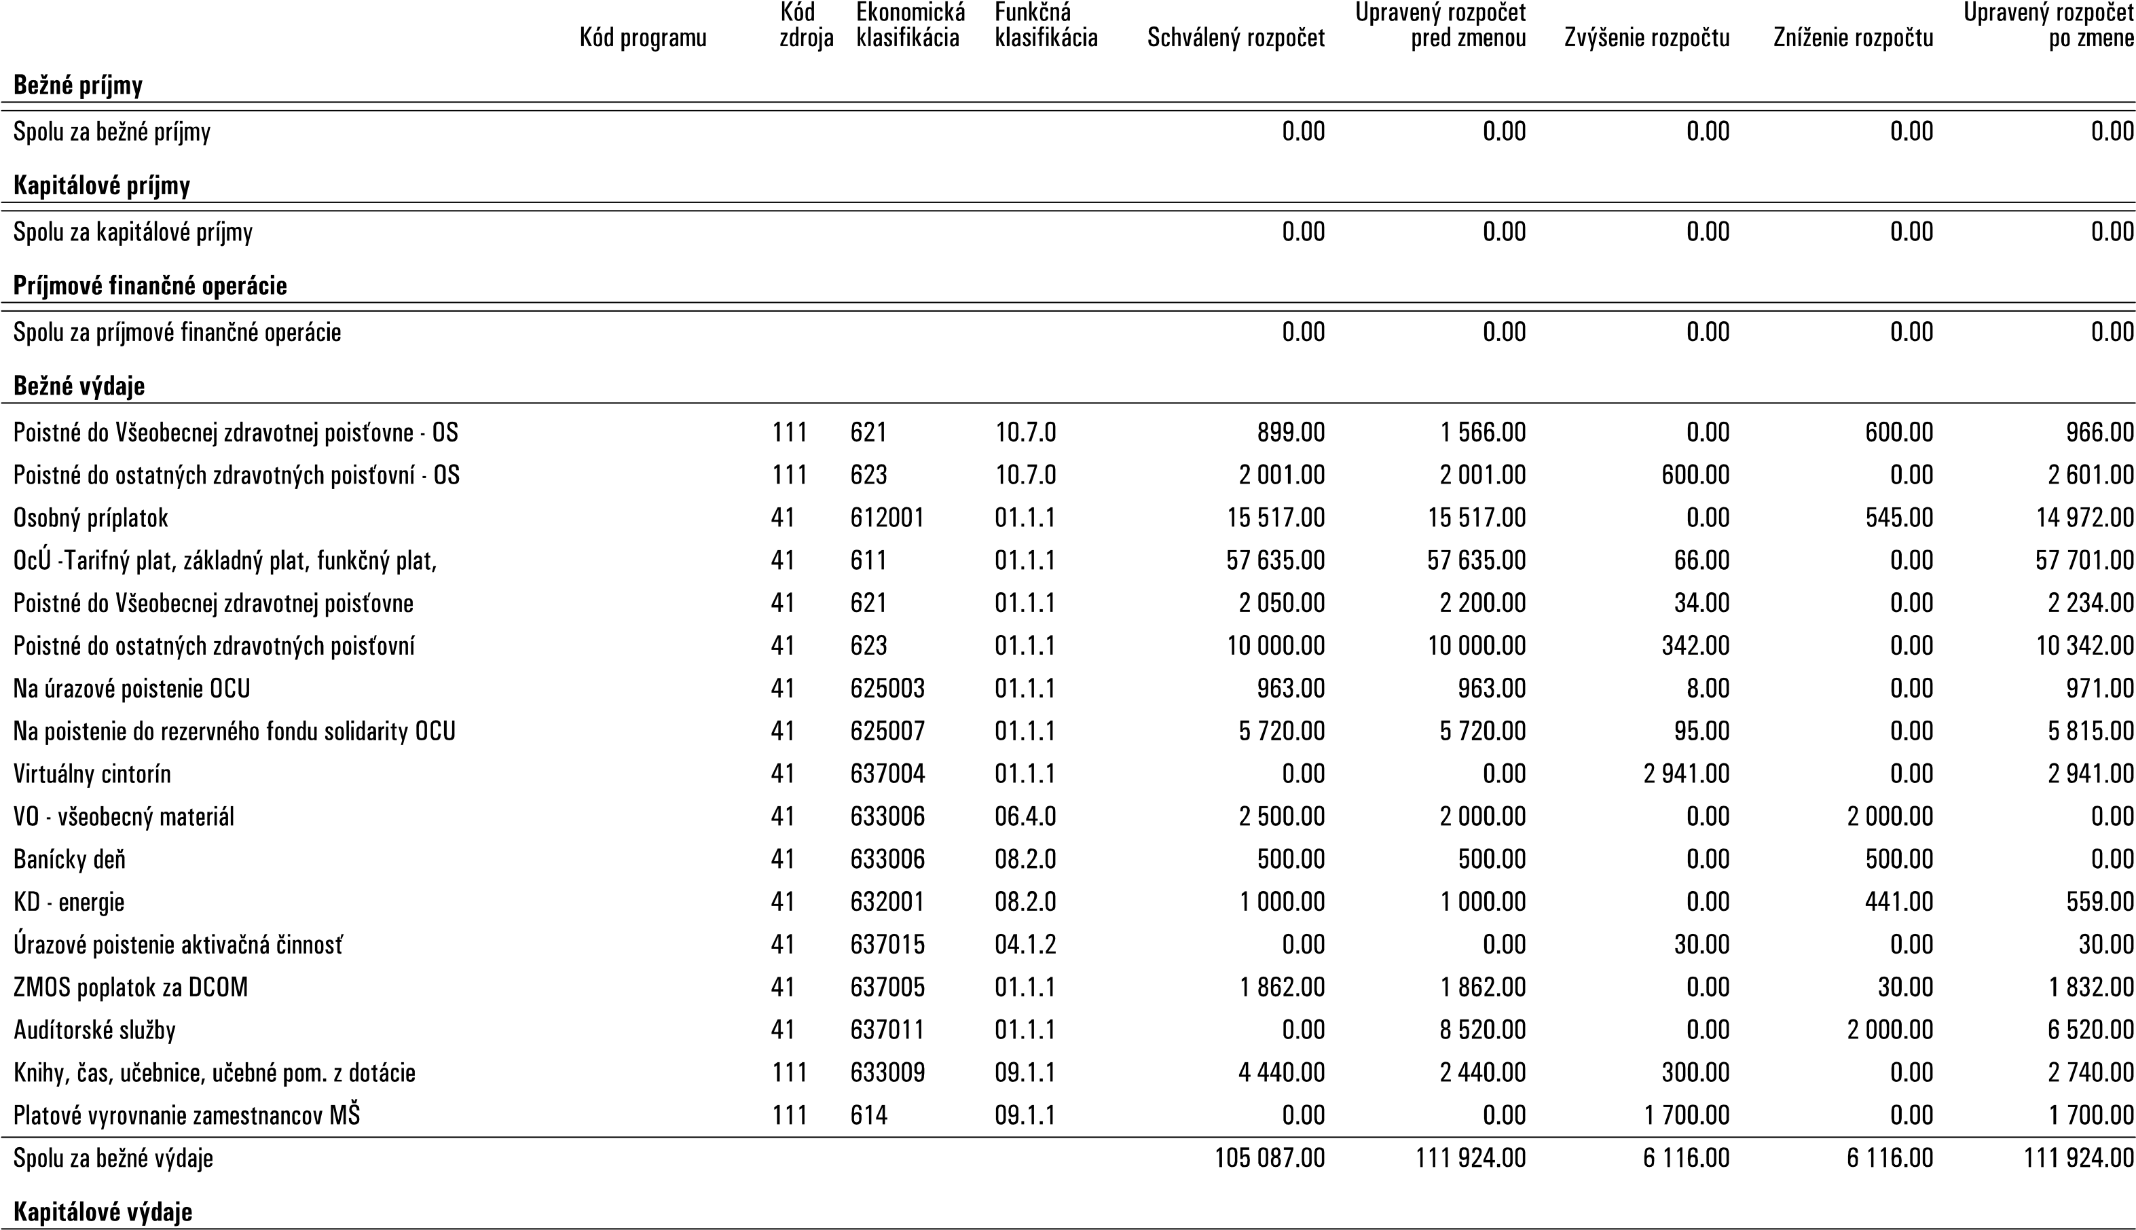 Kód programu Kód zdroja Ekonomická klasifikácia Funkčná klasifikácia Schválený rozpočet Upravený rozpočet pred zmenou Zvýšenie rozpočtu Zníženie rozpočtu Upravený rozpočet po zmene
Bežné príjmy
Spolu za bežné príjmy 0.00 0.00 0.00 0.00 0.00
Kapitálové príjmy
Spolu za kapitálové príjmy 0.00 0.00 0.00 0.00 0.00
Príjmové finančné operácie
Spolu za príjmové finančné operácie 0.00 0.00 0.00 0.00 0.00
Bežné výdaje
Poistné do Všeobecnej zdravotnej poisťovne - OS 111 621 10.7.0 899.00 1 566.00 0.00 600.00 966.00
Poistné do ostatných zdravotných poisťovní - OS 111 623 10.7.0 2 001.00 2 001.00 600.00 0.00 2 601.00
Osobný príplatok 41 612001 01.1.1 15 517.00 15 517.00 0.00 545.00 14 972.00
OcÚ -Tarifný plat, základný plat, funkčný plat, 41 611 01.1.1 57 635.00 57 635.00 66.00 0.00 57 701.00
Poistné do Všeobecnej zdravotnej poisťovne 41 621 01.1.1 2 050.00 2 200.00 34.00 0.00 2 234.00
Poistné do ostatných zdravotných poisťovní 41 623 01.1.1 10 000.00 10 000.00 342.00 0.00 10 342.00
Na úrazové poistenie OCU 41 625003 01.1.1 963.00 963.00 8.00 0.00 971.00
Na poistenie do rezervného fondu solidarity OCU 41 625007 01.1.1 5 720.00 5 720.00 95.00 0.00 5 815.00
Virtuálny cintorín 41 637004 01.1.1 0.00 0.00 2 941.00 0.00 2 941.00
VO - všeobecný materiál 41 633006 06.4.0 2 500.00 2 000.00 0.00 2 000.00 0.00
Banícky deň 41 633006 08.2.0 500.00 500.00 0.00 500.00 0.00
KD - energie 41 632001 08.2.0 1 000.00 1 000.00 0.00 441.00 559.00
Úrazové poistenie aktivačná činnosť 41 637015 04.1.2 0.00 0.00 30.00 0.00 30.00
ZMOS poplatok za DCOM 41 637005 01.1.1 1 862.00 1 862.00 0.00 30.00 1 832.00
Audítorské služby 41 637011 01.1.1 0.00 8 520.00 0.00 2 000.00 6 520.00
Knihy, čas, učebnice, učebné pom. z dotácie 111 633009 09.1.1 4 440.00 2 440.00 300.00 0.00 2 740.00
Platové vyrovnanie zamestnancov MŠ 111 614 09.1.1 0.00 0.00 1 700.00 0.00 1 700.00
Spolu za bežné výdaje 105 087.00 111 924.00 6 116.00 6 116.00 111 924.00
Kapitálové výdaje